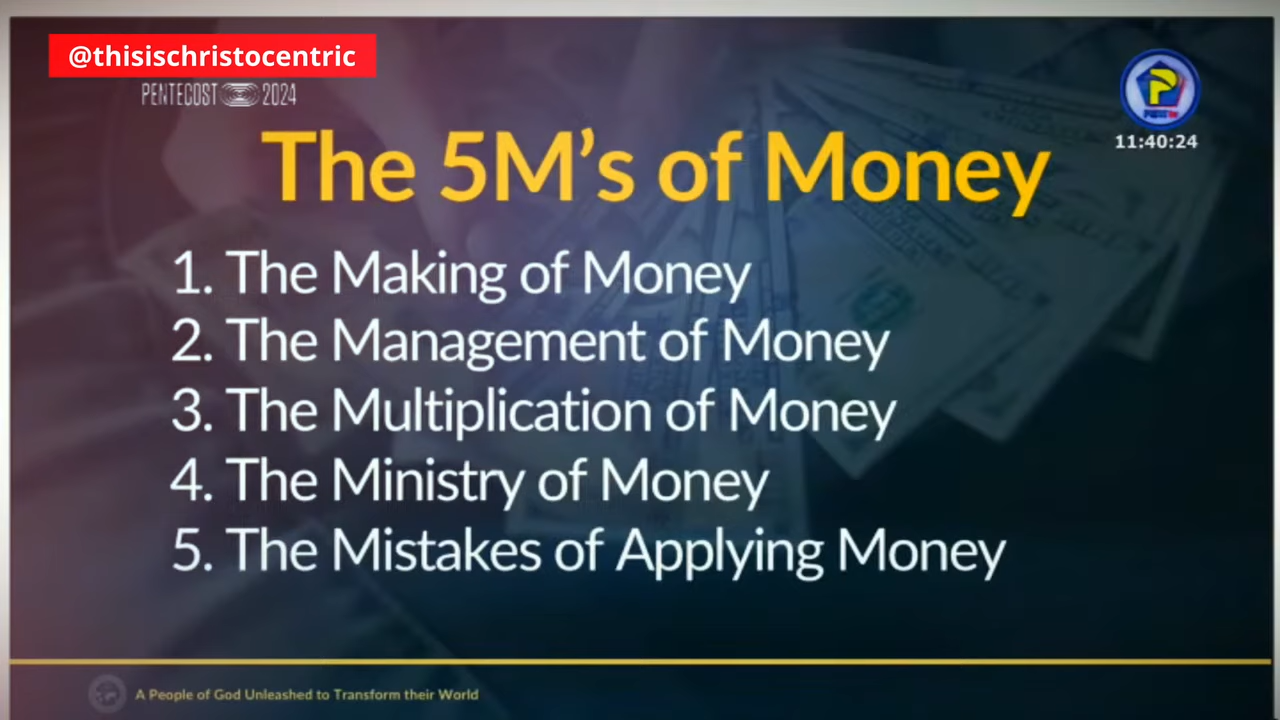 @thisischristocentric
PENTECOST 2024
P
11:40:24
The 5M's of Money
1. The Making of Money
2. The Management of Money
3. The Multiplication of Money
4. The Ministry of Money
5. The Mistakes of Applying Money
A People of God Unleashed to Transform their World